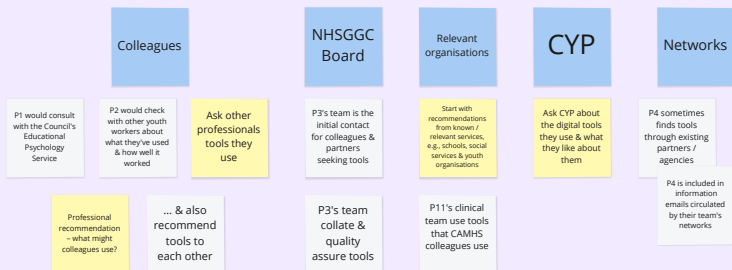 Colleagues
NHSGGC
Board
Relevant
organisations
CYP
Networks
P1 would consult
with the Council's
Educational
Psychology
Service
P2 would check
with other youth
workers about
what they've used
& how well it
worked
Ask other
professionals
tools they
use
P3's team is the
initial contact
for colleagues &
partners
seeking tools
Start with
recommendations
from known /
relevant services,
e.g., schools, social
services & youth
organisations
Ask CYP about
the digital tools
they use & what
they like about
them
P4 sometimes
finds tools
through existing
partners /
agencies
P4 is included in
information
emails circulated
by their team's
networks
Professional
recommendation
– what might
colleagues use?
... & also
recommend
tools to
each other
P3's team
collate &
quality
assure tools
P11's clinical
team use tools
that CAMHS
colleagues use